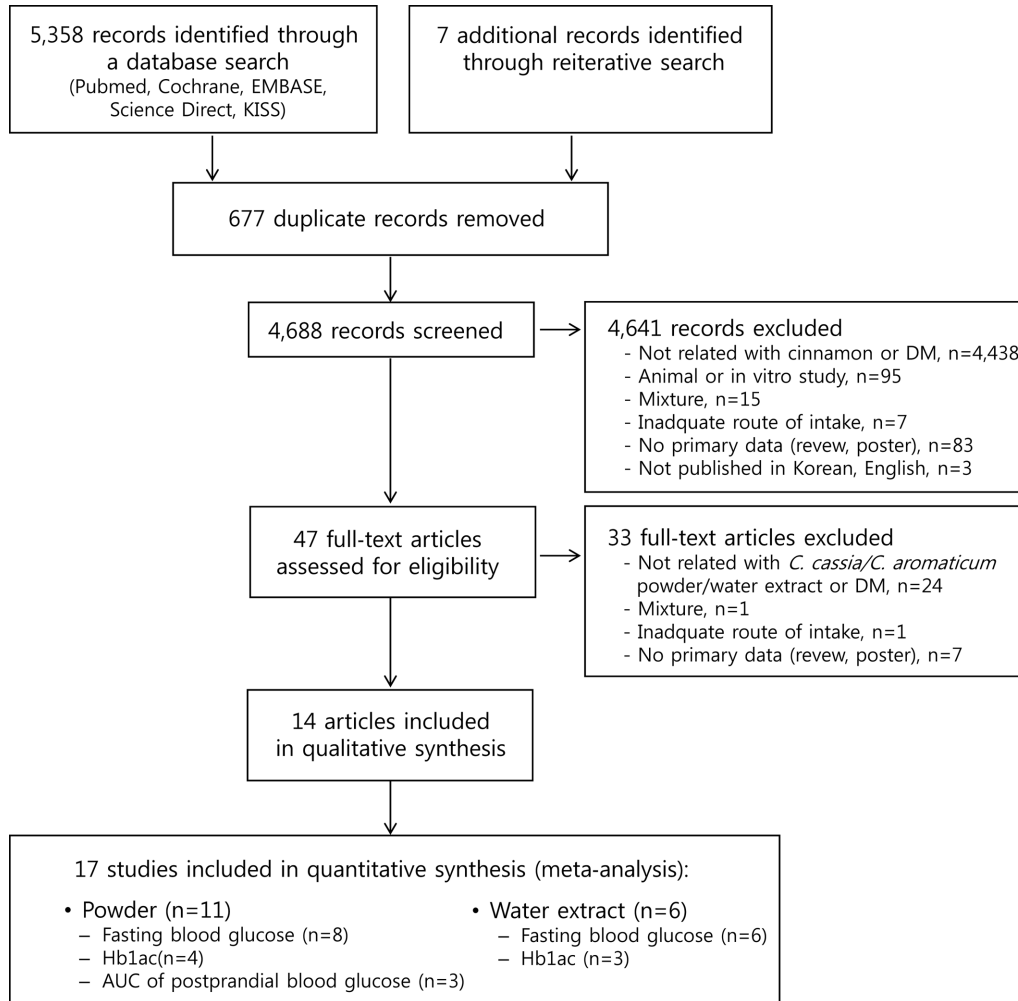 5,358 records identified through
a database search
(Pubmed, Cochrane, EMBASE,
Science Direct, KISS)
7 additional records identified
through reiterative search
677 duplicate records removed
4,688 records screened
4,641 records excluded
- Not related with cinnamon or DM, n=4,438
- Animal or in vitro study, n=95
- Mixture, n=15
- Inadquate route of intake, n=7
- No primary data (revew, poster), n=83
- Not published in Korean, English, n=3
47 full-text articles
assessed for eligibility
33 full-text articles excluded
- Not related with C. cassia/C. aromaticum
powder/water extract or DM, n=24
- Mixture, n=1
- Inadquate route of intake, n=1
- No primary data (revew, poster), n=7
14 articles included
in qualitative synthesis
17 studies included in quantitative synthesis (meta-analysis):
• Powder (n=11)
– Fasting blood glucose (n=8)
– Hb1ac(n=4)
– AUC of postprandial blood glucose (n=3)
• Water extract (n=6)
– Fasting blood glucose (n=6)
– Hb1ac (n=3)